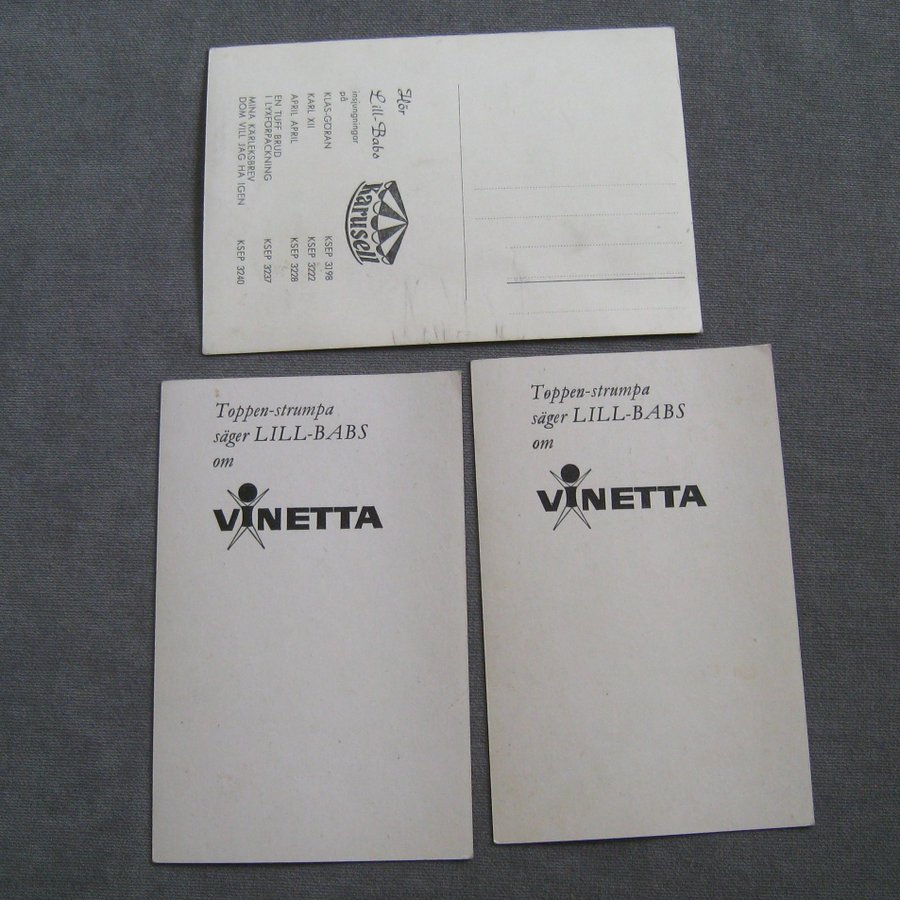 Hör
Lill-Babs
insjungningar
på
Karusell
KLAS-GÖRAN KSEP 3198
KARL XII KSEP 3222
APRIL APRIL KSEP 3228
EN TUFF BRUD
I LYXFÖRPACKNING KSEP 3237
MINA KÄRLEKSBREV
DOM VILL JAG HA IGEN KSEP 3240
Toppen-strumpa
säger LILL-BABS
om
VINETTA
Toppen-strumpa
säger LILL-BABS
om
VINETTA